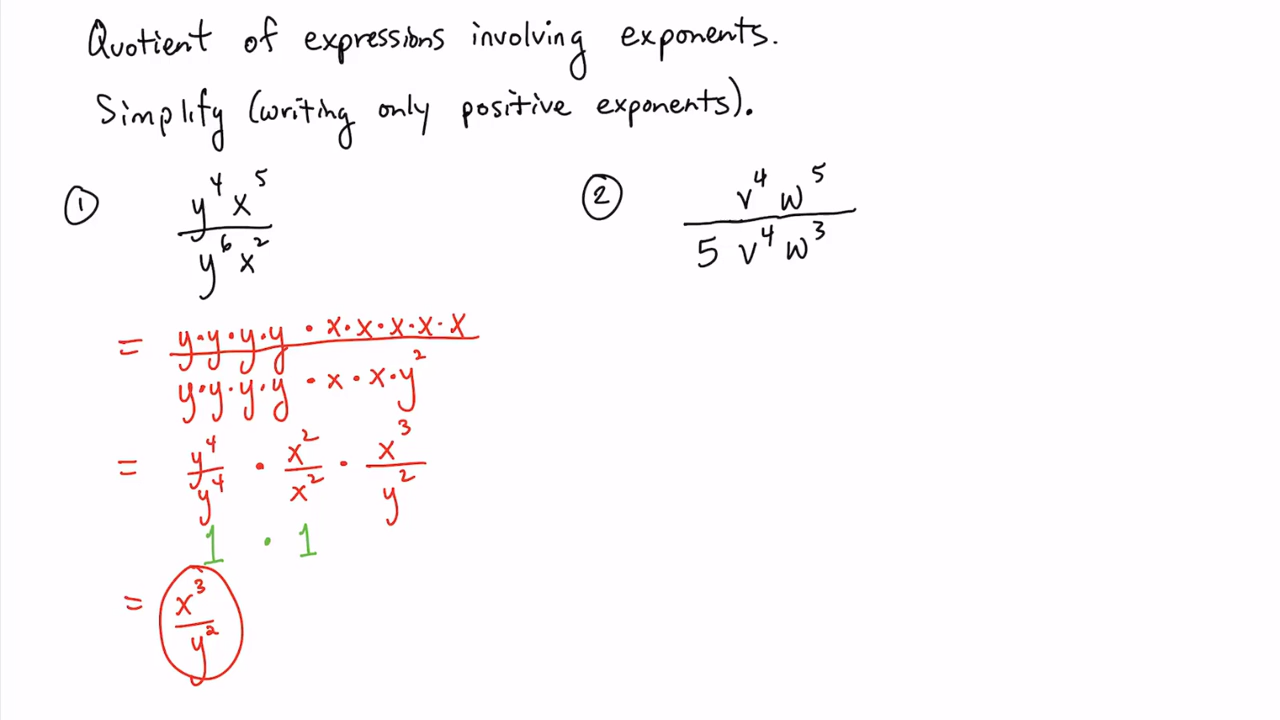 Quotient of expressions involving exponents.
Simplify (writing only positive exponents).
① y⁴x⁵ / y⁶x²
= y·y·y·y · x·x·x·x·x / y·y·y·y · x·x·y²
= y⁴/y⁴ · x²/x² · x³/y²
1 · 1
= x³/y²
② v⁴w⁵ / 5v⁴w³